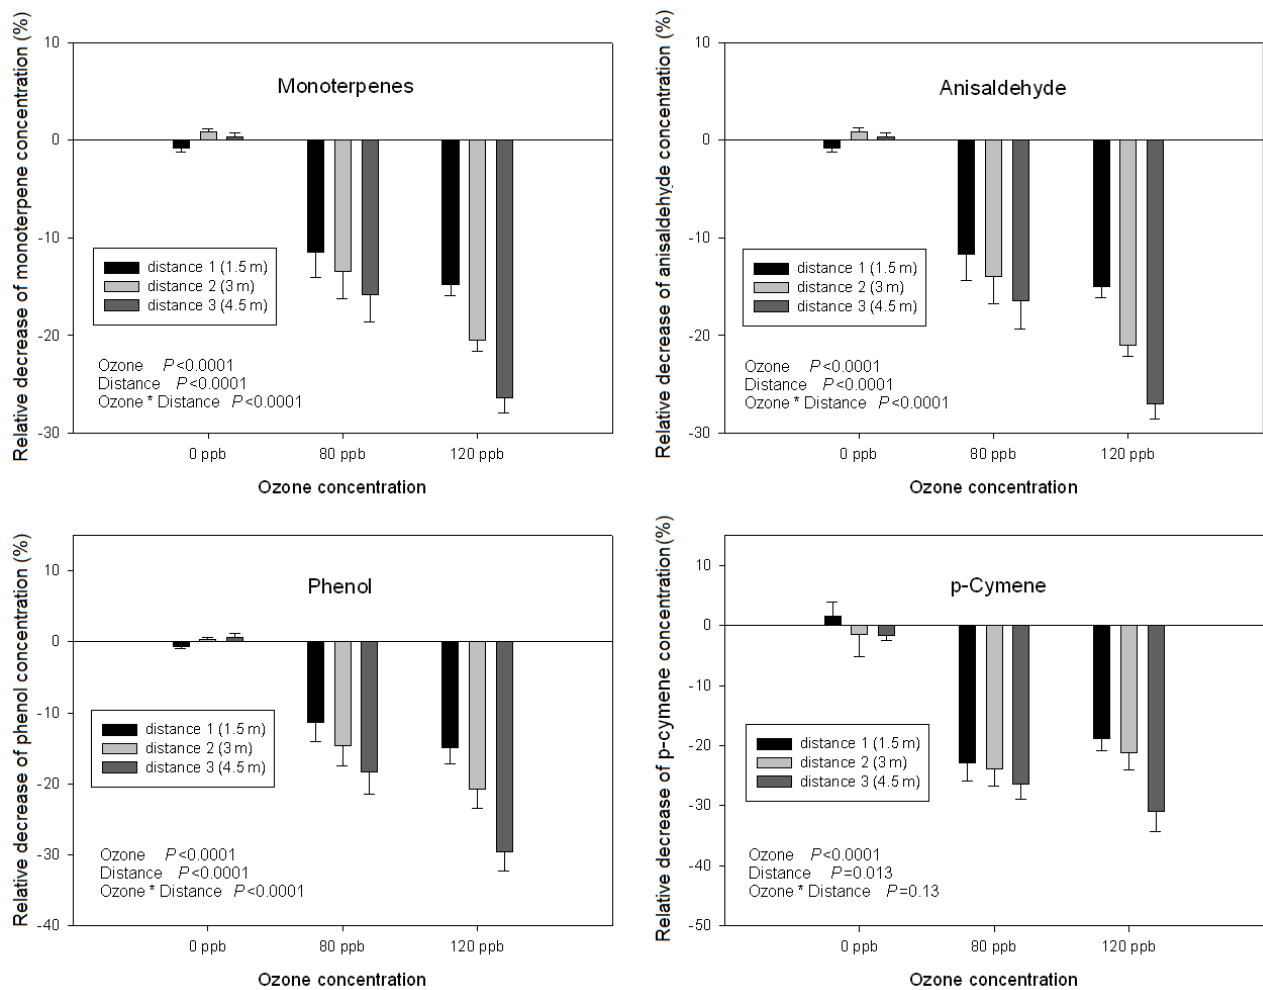 Relative decrease of monoterpene concentration (%)
10
0
-10
-20
-30
Monoterpenes
distance 1 (1.5 m)
distance 2 (3 m)
distance 3 (4.5 m)
Ozone P<0.0001
Distance P<0.0001
Ozone * Distance P<0.0001
0 ppb 80 ppb 120 ppb
Ozone concentration
Relative decrease of anisaldehyde concentration (%)
10
0
-10
-20
-30
Anisaldehyde
distance 1 (1.5 m)
distance 2 (3 m)
distance 3 (4.5 m)
Ozone P<0.0001
Distance P<0.0001
Ozone * Distance P<0.0001
0 ppb 80 ppb 120 ppb
Ozone concentration
Relative decrease of phenol concentration (%)
10
0
-10
-20
-30
-40
Phenol
distance 1 (1.5 m)
distance 2 (3 m)
distance 3 (4.5 m)
Ozone P<0.0001
Distance P<0.0001
Ozone * Distance P<0.0001
0 ppb 80 ppb 120 ppb
Ozone concentration
Relative decrease of p-cymene concentration (%)
10
0
-10
-20
-30
-40
-50
p-Cymene
distance 1 (1.5 m)
distance 2 (3 m)
distance 3 (4.5 m)
Ozone P<0.0001
Distance P=0.013
Ozone * Distance P=0.13
0 ppb 80 ppb 120 ppb
Ozone concentration